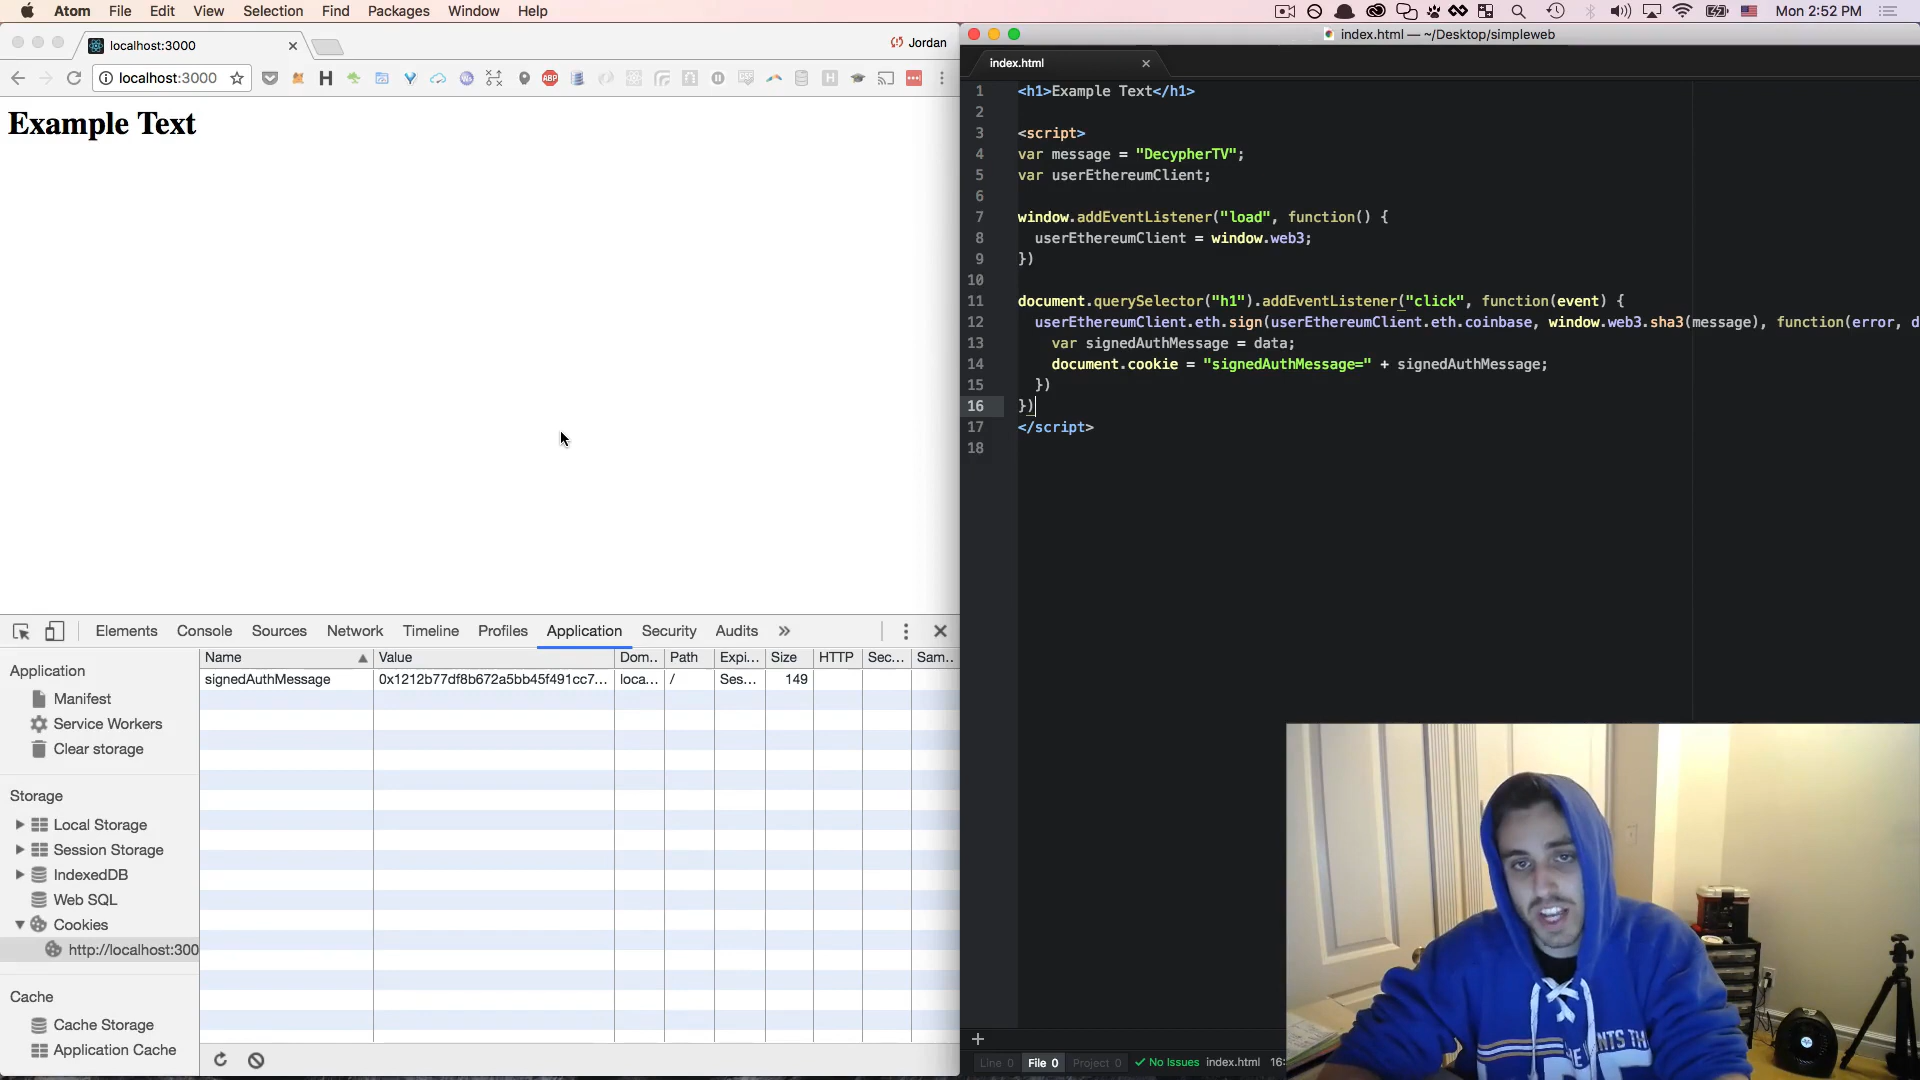 Atom File Edit View Selection Find Packages Window Help
Mon 2:52 PM
localhost:3000
Jordan
localhost:3000
Example Text
Elements Console Sources Network Timeline Profiles Application Security Audits
Application
Manifest
Service Workers
Clear storage
Storage
Local Storage
Session Storage
IndexedDB
Web SQL
Cookies
http://localhost:300
Cache
Cache Storage
Application Cache
Name Value Dom.. Path Expi... Size HTTP Sec... Sam..
signedAuthMessage 0x1212b77df8b672a5bb45f491cc7... loca... / Ses... 149
index.html — ~/Desktop/simpleweb
index.html
1 <h1>Example Text</h1>
2
3 <script>
4 var message = "DecypherTV";
5 var userEthereumClient;
6
7 window.addEventListener("load", function() {
8 userEthereumClient = window.web3;
9 })
10
11 document.querySelector("h1").addEventListener("click", function(event) {
12 userEthereumClient.eth.sign(userEthereumClient.eth.coinbase, window.web3.sha3(message), function(error, d
13 var signedAuthMessage = data;
14 document.cookie = "signedAuthMessage=" + signedAuthMessage;
15 })
16 })
17 </script>
18
Line 0 File 0 Project 0 No Issues index.html 16: